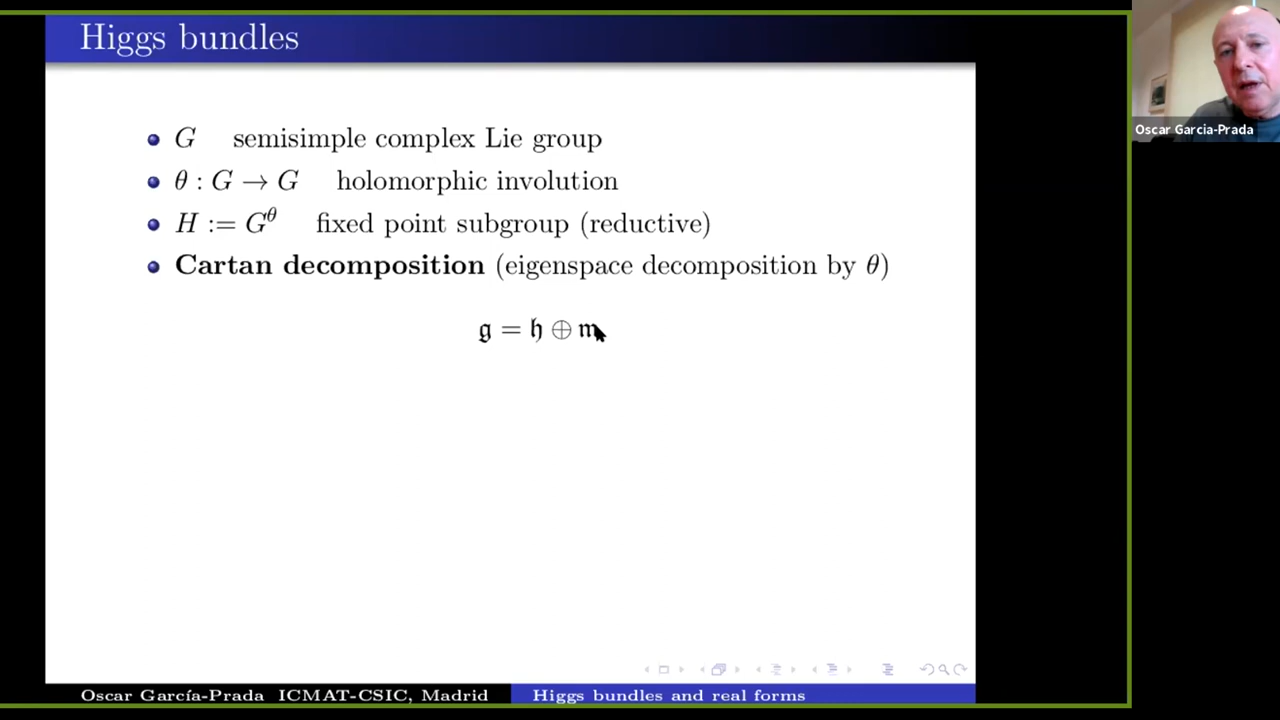 Higgs bundles
G semisimple complex Lie group
θ : G → G holomorphic involution
H := G^θ fixed point subgroup (reductive)
Cartan decomposition (eigenspace decomposition by θ)
𝔤 = 𝔥 ⊕ 𝔪
Oscar García-Prada ICMAT-CSIC, Madrid
Higgs bundles and real forms
Oscar Garcia-Prada